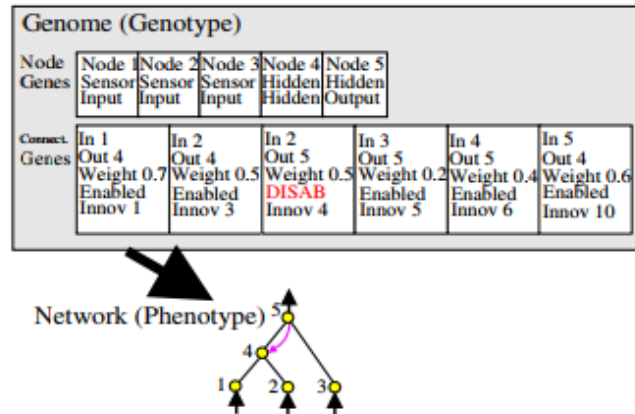 Genome (Genotype)
Node Genes
Node 1 Sensor Input
Node 2 Sensor Input
Node 3 Sensor Input
Node 4 Hidden Hidden
Node 5 Hidden Output
Connect. Genes
In 1
Out 4
Weight 0.7
Enabled
Innov 1
In 2
Out 4
Weight 0.5
Enabled
Innov 3
In 2
Out 5
Weight 0.5
DISAB
Innov 4
In 3
Out 5
Weight 0.2
Enabled
Innov 5
In 4
Out 5
Weight 0.4
Enabled
Innov 6
In 5
Out 4
Weight 0.6
Enabled
Innov 10
Network (Phenotype)
5
4
1
2
3